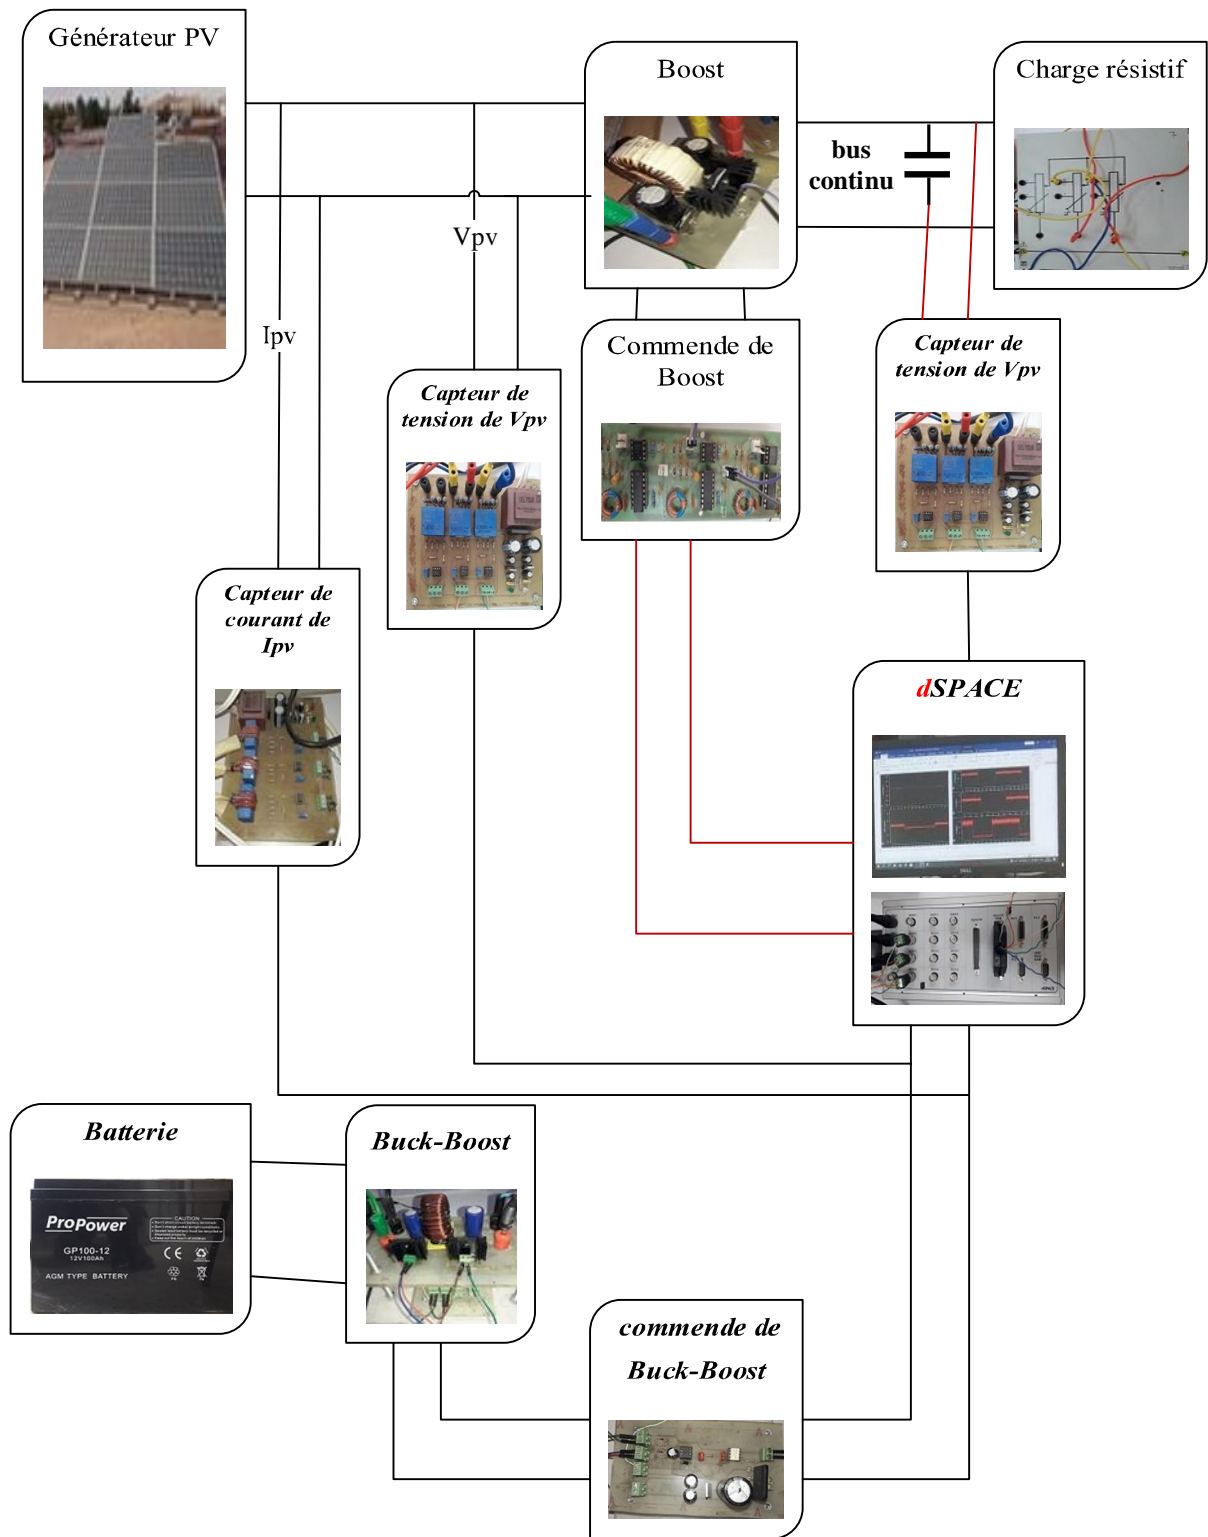 Générateur PV
Boost
Charge résistif
bus
continu
Vpv
Ipv
Commende de
Boost
Capteur de
tension de Vpv
Capteur de
tension de Vpv
Capteur de
courant de
Ipv
dSPACE
DELL
Batterie
ProPower
CAUTION
GP100-12
12V100Ah
AGM TYPE BATTERY
Buck-Boost
commende de
Buck-Boost